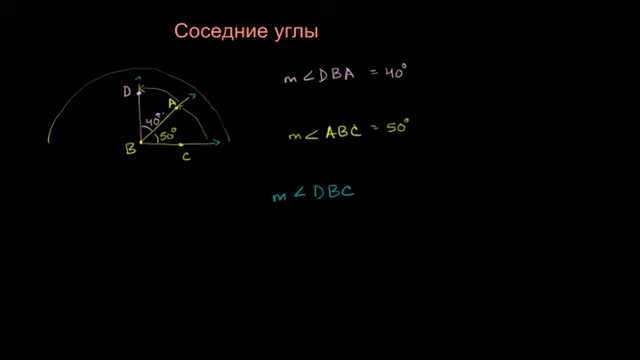 Соседние углы
m∠DBA = 40°
D
A
40°
50°
B
C
m∠ABC = 50°
m∠DBC